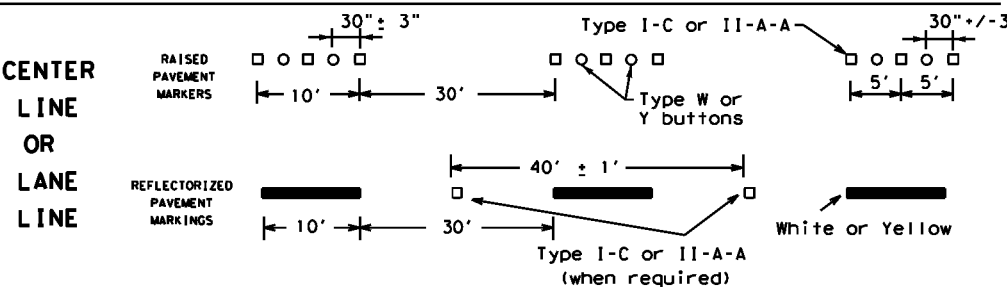 CENTER
LINE
OR
LANE
LINE
RAISED
PAVEMENT
MARKERS
30"± 3"
10'
30'
Type I-C or II-A-A
Type W or
Y buttons
30"+/-3
5'
5'
REFLECTORIZED
PAVEMENT
MARKINGS
40' ± 1'
10'
30'
Type I-C or II-A-A
(when required)
White or Yellow